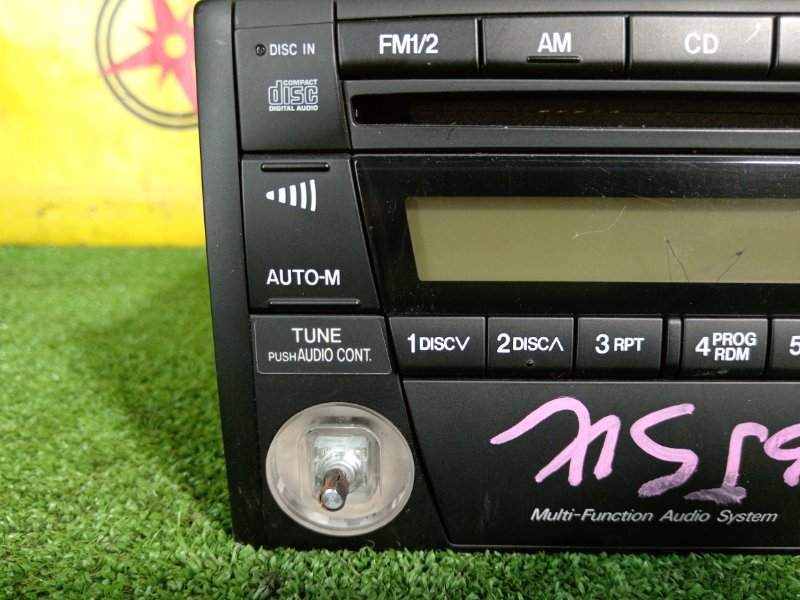 DISC IN
FM1/2
AM
CD
COMPACT
disc
DIGITAL AUDIO
AUTO-M
TUNE
PUSH AUDIO CONT.
1 DISC∨
2 DISC∧
3 RPT
4 PROG
RDM
5
Multi-Function Audio System